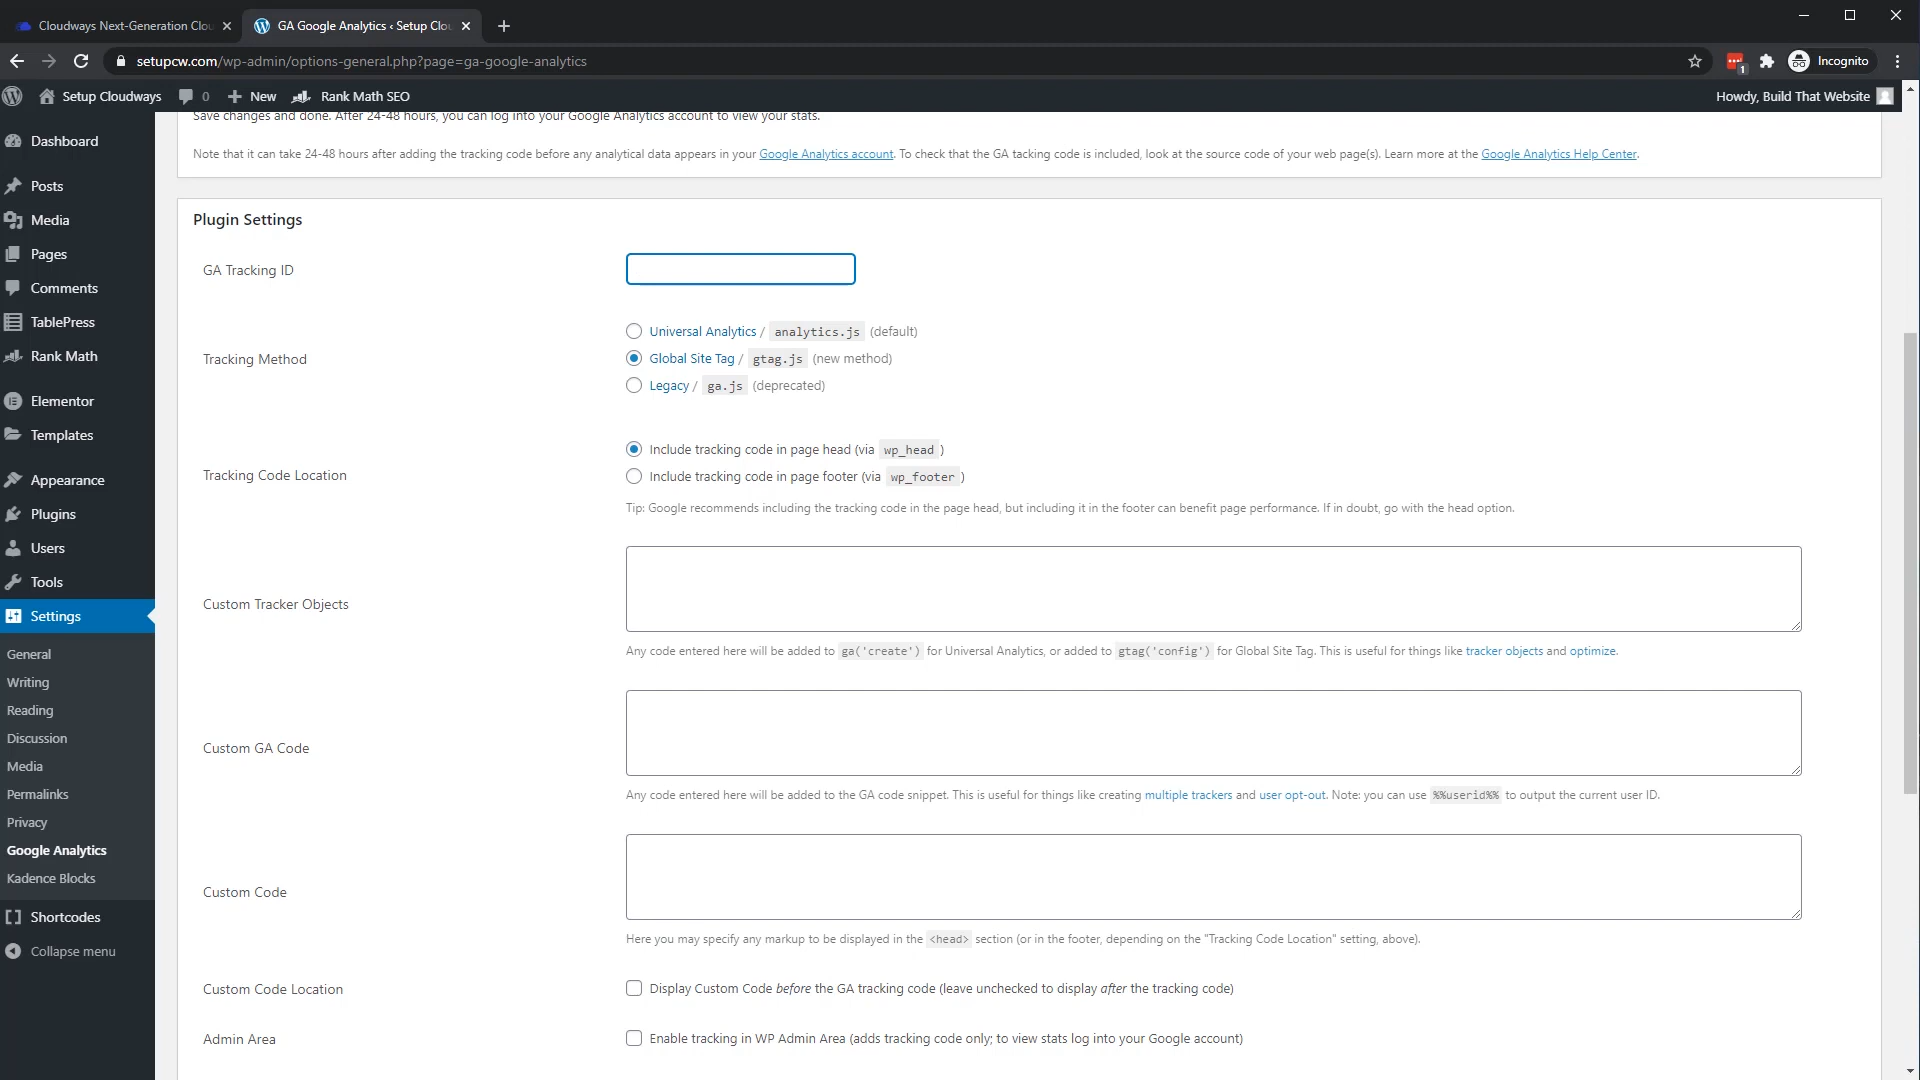 Cloudways Next-Generation Clou
GA Google Analytics ‹ Setup Clou
setupcw.com/wp-admin/options-general.php?page=ga-google-analytics
1
Incognito
Setup Cloudways
0
New
Rank Math SEO
Howdy, Build That Website
Dashboard
Posts
Media
Pages
Comments
TablePress
Rank Math
Elementor
Templates
Appearance
Plugins
Users
Tools
Settings
General
Writing
Reading
Discussion
Media
Permalinks
Privacy
Google Analytics
Kadence Blocks
Shortcodes
Collapse menu
Save changes and done. After 24-48 hours, you can log into your Google Analytics account to view your stats.
Note that it can take 24-48 hours after adding the tracking code before any analytical data appears in your Google Analytics account. To check that the GA tacking code is included, look at the source code of your web page(s). Learn more at the Google Analytics Help Center.
Plugin Settings
GA Tracking ID
Tracking Method
Universal Analytics / analytics.js (default)
Global Site Tag / gtag.js (new method)
Legacy / ga.js (deprecated)
Tracking Code Location
Include tracking code in page head (via wp_head )
Include tracking code in page footer (via wp_footer )
Tip: Google recommends including the tracking code in the page head, but including it in the footer can benefit page performance. If in doubt, go with the head option.
Custom Tracker Objects
Any code entered here will be added to ga('create') for Universal Analytics, or added to gtag('config') for Global Site Tag. This is useful for things like tracker objects and optimize.
Custom GA Code
Any code entered here will be added to the GA code snippet. This is useful for things like creating multiple trackers and user opt-out. Note: you can use %%userid%% to output the current user ID.
Custom Code
Here you may specify any markup to be displayed in the <head> section (or in the footer, depending on the "Tracking Code Location" setting, above).
Custom Code Location
Display Custom Code before the GA tracking code (leave unchecked to display after the tracking code)
Admin Area
Enable tracking in WP Admin Area (adds tracking code only; to view stats log into your Google account)